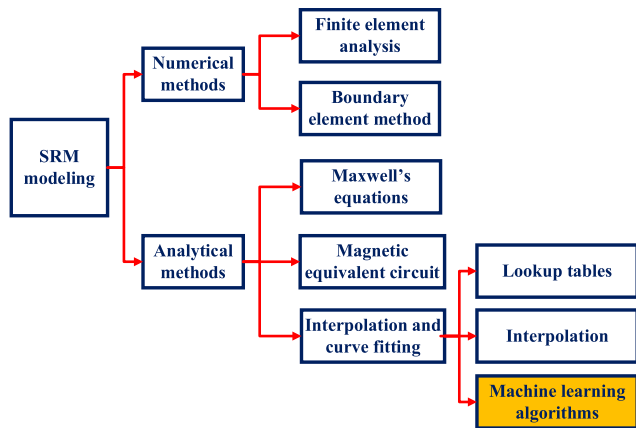 Finite element
analysis
Numerical
methods
Boundary
element method
SRM
modeling
Maxwell's
equations
Analytical
methods
Magnetic
equivalent circuit
Lookup tables
Interpolation and
curve fitting
Interpolation
Machine learning
algorithms